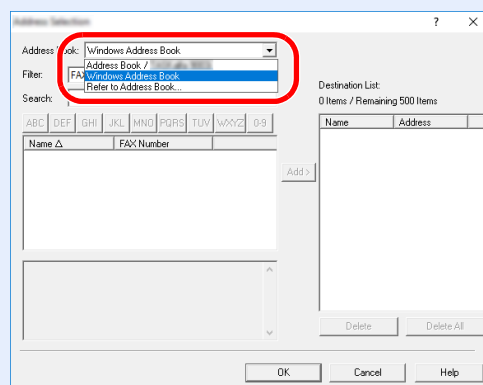 Address Selection
? ×
Address Book: Windows Address Book
Address Book /
Windows Address Book
Refer to Address Book...
Filter: FAX
Search:
ABC DEF GHI JKL MNO PQRS TUV WXYZ 0-9
Name △ FAX Number
Add >
Destination List:
0 Items / Remaining 500 Items
Name Address
Delete Delete All
OK Cancel Help